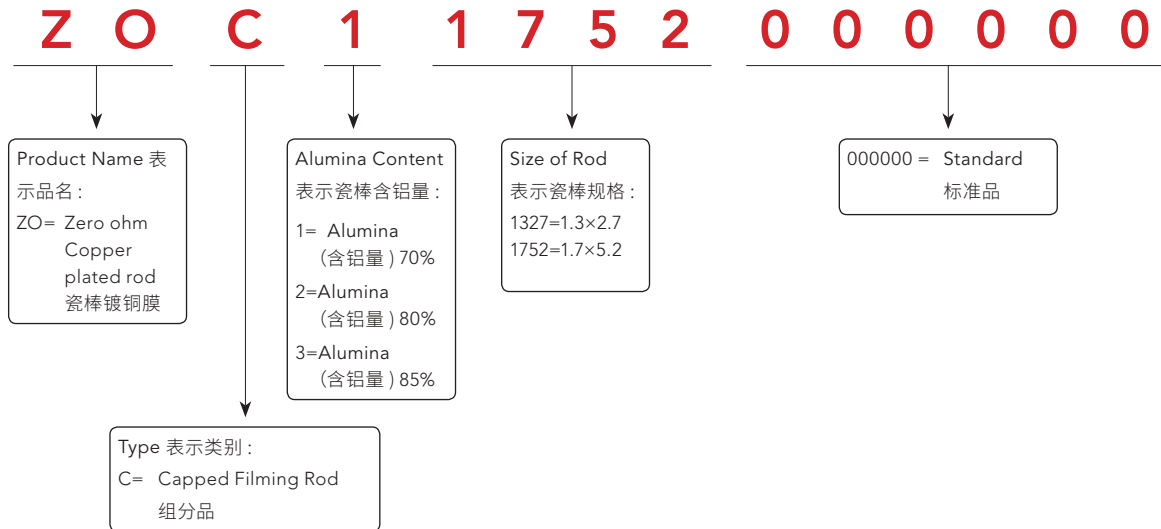 Z O C 1 1 7 5 2 0 0 0 0 0 0
Product Name 表
示品名 :
ZO= Zero ohm
Copper
plated rod
瓷棒镀铜膜
Alumina Content
表示瓷棒含铝量 :
1= Alumina
(含铝量 ) 70%
2=Alumina
(含铝量 ) 80%
3=Alumina
(含铝量 ) 85%
Size of Rod
表示瓷棒规格 :
1327=1.3×2.7
1752=1.7×5.2
000000 = Standard
标准品
Type 表示类别 :
C= Capped Filming Rod
组分品